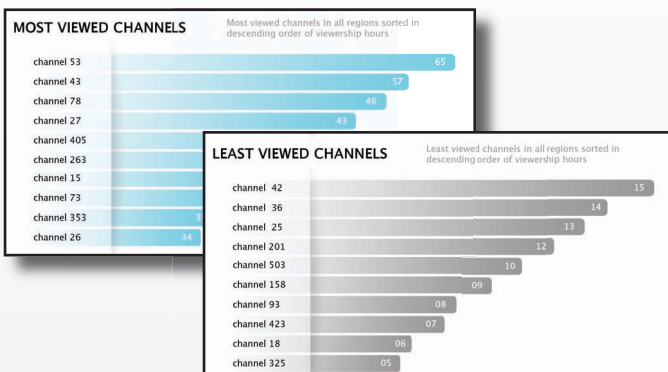 MOST VIEWED CHANNELS
Most viewed channels in all regions sorted in
descending order of viewership hours
channel 53 65
channel 43 57
channel 78 46
channel 27 43
channel 405
channel 263
channel 15
channel 73
channel 353
channel 26 34
LEAST VIEWED CHANNELS
Least viewed channels in all regions sorted in
descending order of viewership hours
channel 42 15
channel 36 14
channel 25 13
channel 201 12
channel 503 10
channel 158 09
channel 93 08
channel 423 07
channel 18 06
channel 325 05